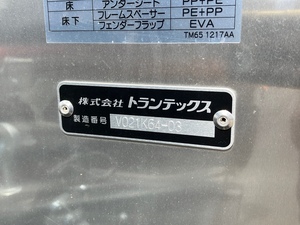 床 アンダーシート PP+PE
床下 フレームスペーサー PE+PP
フェンダーフラップ EVA
TM65 1217AA
株式会社 トランテックス
製造番号 V021K64-03